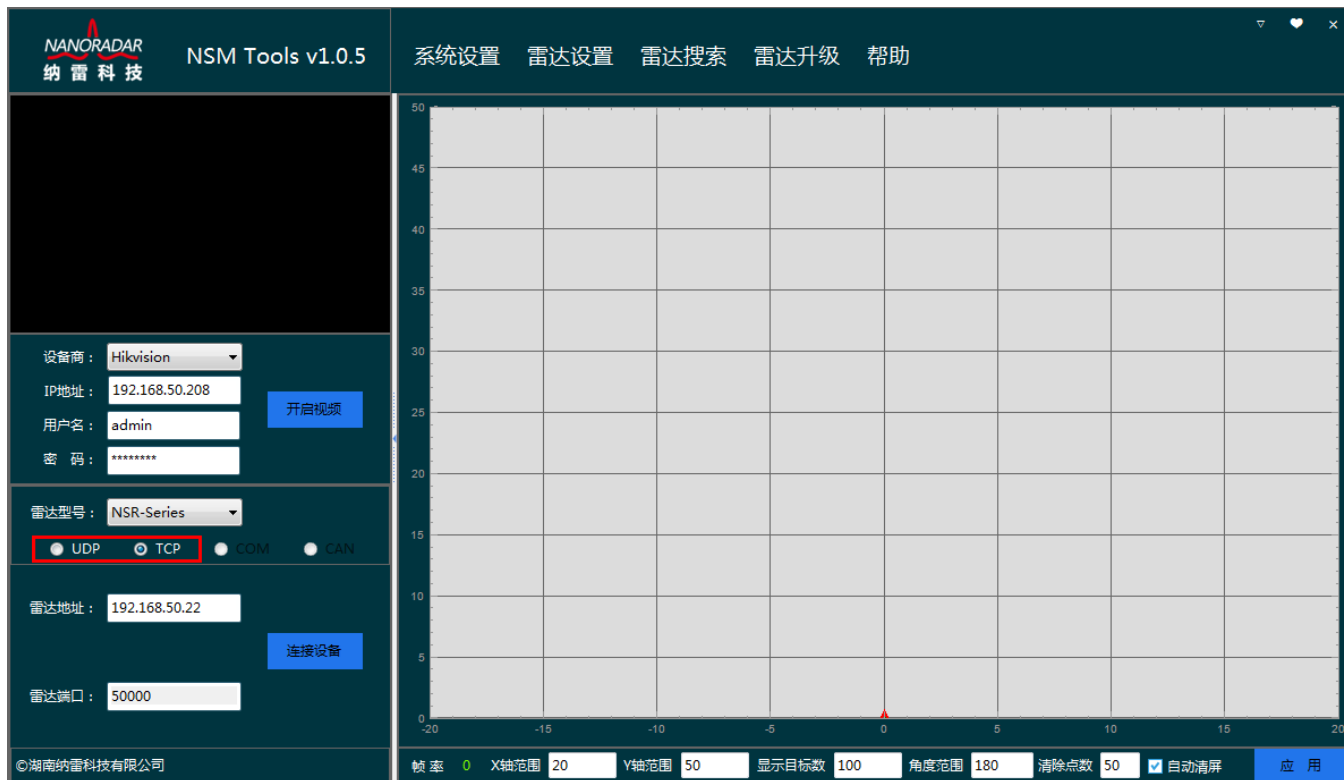 NANORADAR
纳雷科技
NSM Tools v1.0.5
系统设置 雷达设置 雷达搜索 雷达升级 帮助
设备商： Hikvision
IP地址： 192.168.50.208
开启视频
用户名： admin
密 码： ********
雷达型号： NSR-Series
UDP TCP COM CAN
雷达地址： 192.168.50.22
连接设备
雷达端口： 50000
©湖南纳雷科技有限公司
50
45
40
35
30
25
20
15
10
5
0
-20 -15 -10 -5 0 5 10 15 20
帧率 0 X轴范围 20 Y轴范围 50 显示目标数 100 角度范围 180 清除点数 50 自动清屏 应 用